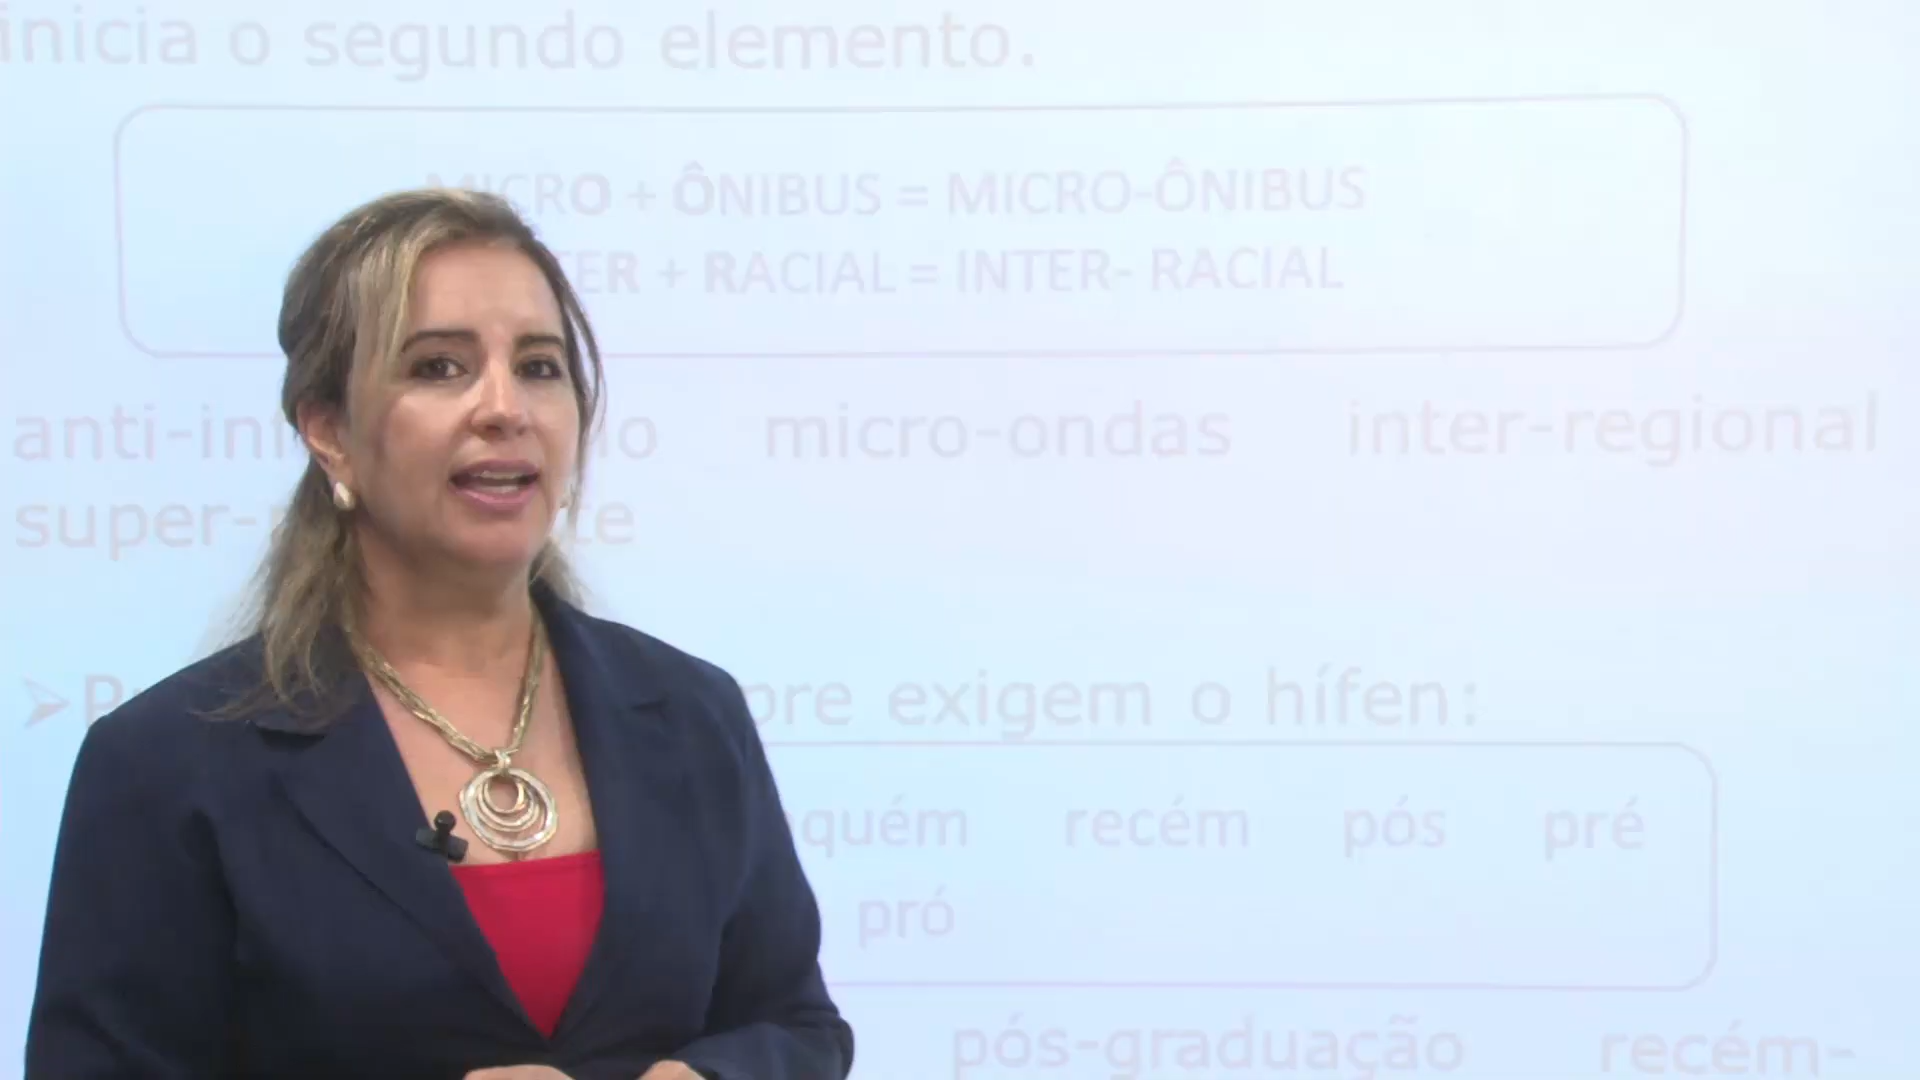 inicia o segundo elemento.
MICRO + ÔNIBUS = MICRO-ÔNIBUS
+ RACIAL = INTER- RACIAL
micro-ondas inter-regional
exigem o hífen:
recém pós pré
pró
pós-graduação recém-